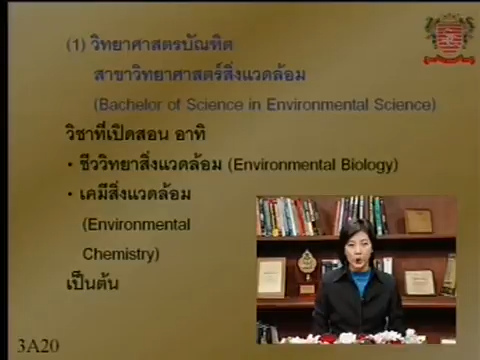 (1) วิทยาศาสตรบัณฑิต
สาขาวิทยาศาสตร์สิ่งแวดล้อม
(Bachelor of Science in Environmental Science)
วิชาที่เปิดสอน อาทิ
• ชีววิทยาสิ่งแวดล้อม (Environmental Biology)
• เคมีสิ่งแวดล้อม
(Environmental
Chemistry)
เป็นต้น
3A20